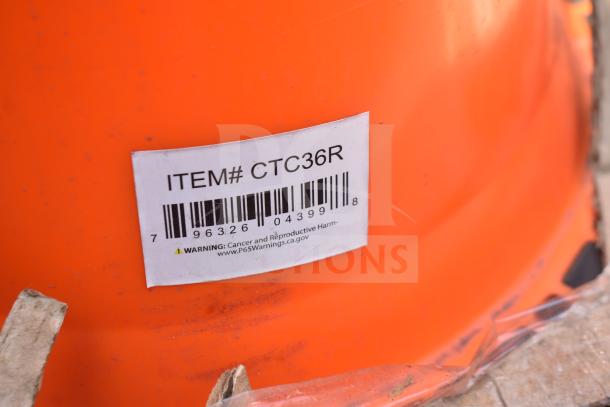 ITEM# CTC36R
7 96326 04399 8
WARNING: Cancer and Reproductive Harm-
www.P65Warnings.ca.gov